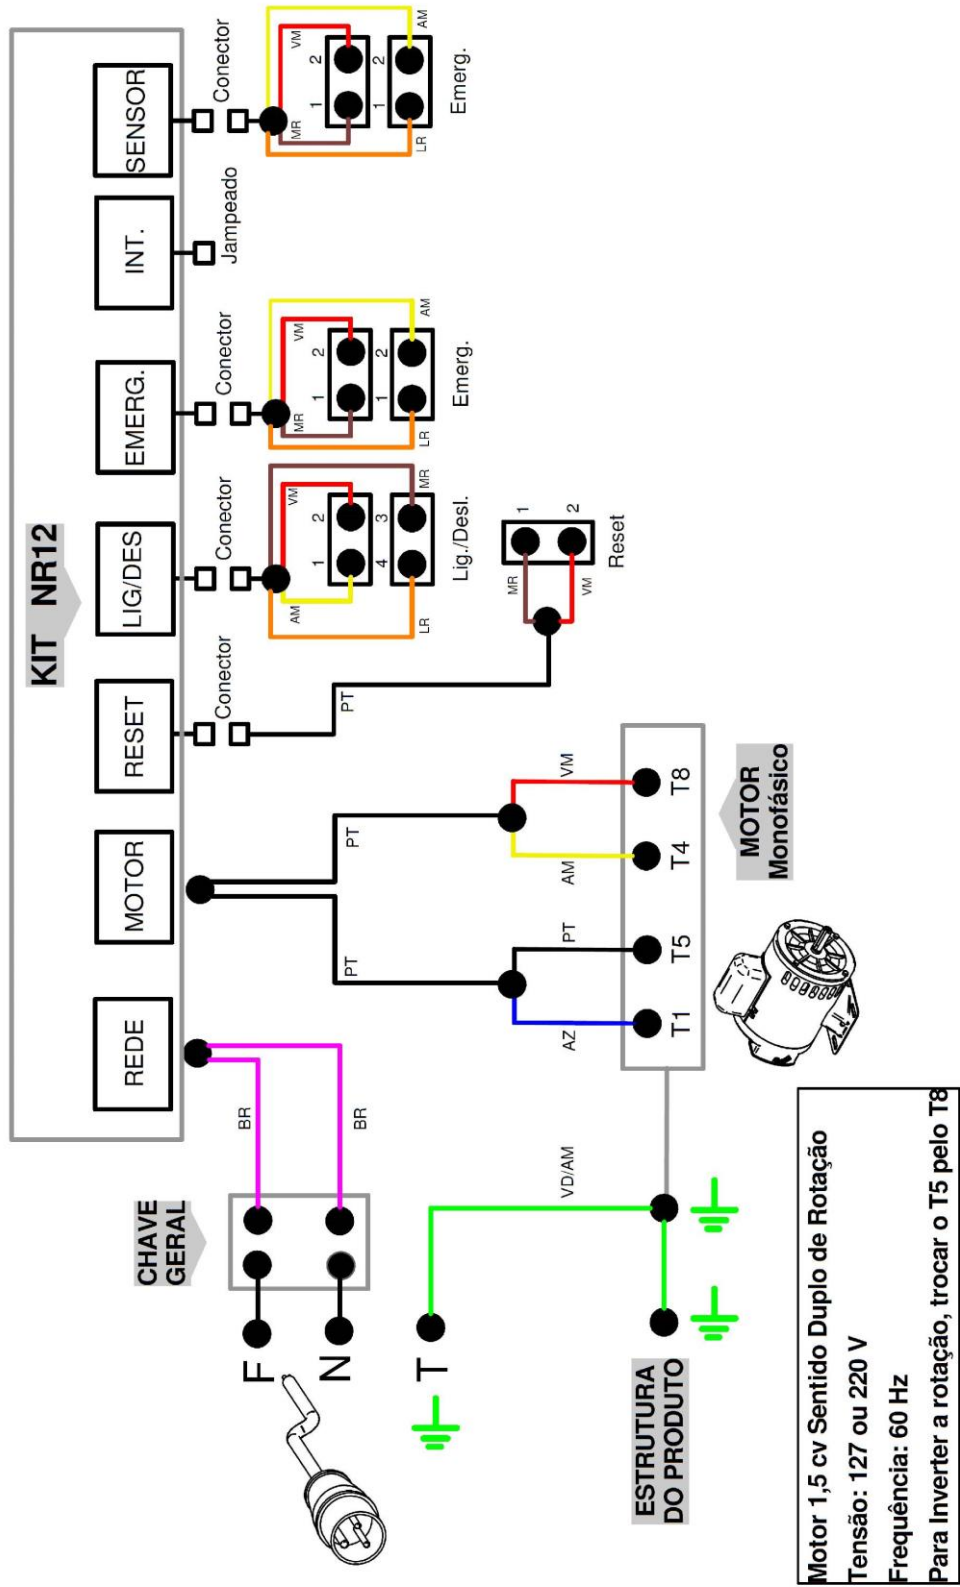 KIT NR12
REDE
MOTOR
RESET
LIG/DES
EMERG.
INT.
SENSOR
Conector
Conector
Conector
Jampeado
Conector
CHAVE
GERAL
BR
BR
F
N
T
PT
PT
PT
AM
VM
LR
MR
1
2
4
3
Lig./Desl.
MR
VM
LR
AM
1
2
1
2
Emerg.
MR
VM
LR
AM
1
2
1
2
Emerg.
MR
VM
1
2
Reset
VD/AM
AZ
PT
AM
VM
T1
T5
T4
T8
ESTRUTURA
DO PRODUTO
MOTOR
Monofásico
Motor 1,5 cv Sentido Duplo de Rotação
Tensão: 127 ou 220 V
Frequência: 60 Hz
Para Inverter a rotação, trocar o T5 pelo T8